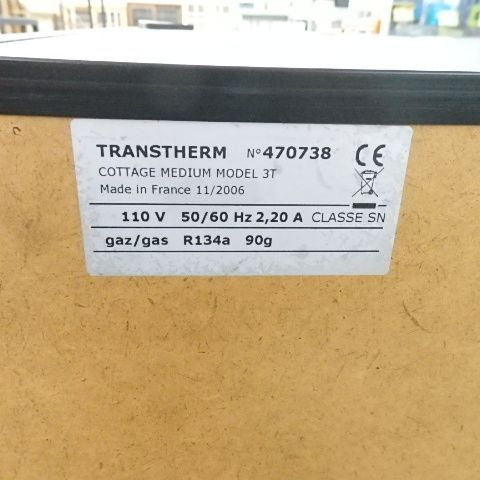 TRANSTHERM N° 470738 CE
COTTAGE MEDIUM MODEL 3T
Made in France 11/2006
110 V 50/60 Hz 2,20 A CLASSE SN
gaz/gas R134a 90g